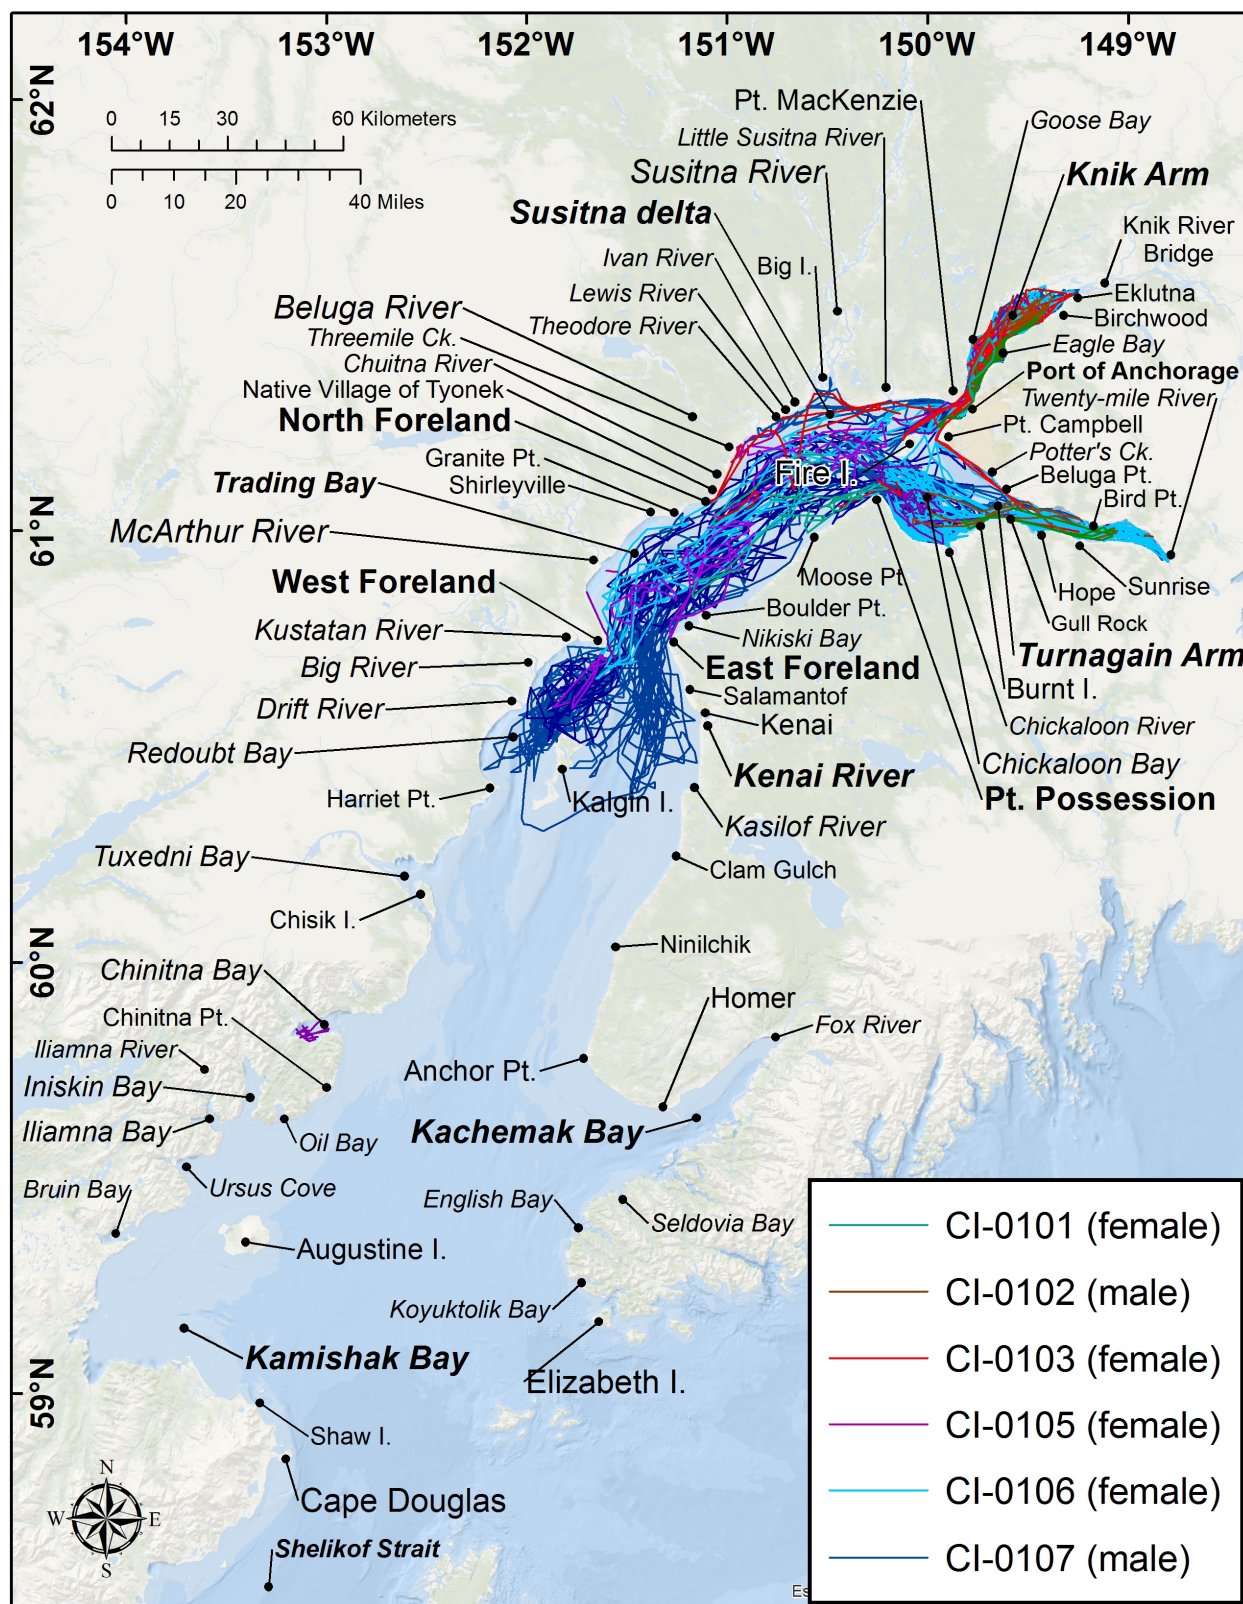 154°W 153°W 152°W 151°W 150°W 149°W
62°N
0 15 30 60 Kilometers
0 10 20 40 Miles
Pt. MacKenzie
Little Susitna River
Goose Bay
Susitna River
Knik Arm
Susitna delta
Knik River
Bridge
Ivan River
Big I.
Lewis River
Eklutna
Beluga River
Theodore River
Birchwood
Threemile Ck.
Eagle Bay
Chuitna River
Port of Anchorage
Native Village of Tyonek
Twenty-mile River
North Foreland
Pt. Campbell
Granite Pt.
Potter's Ck.
Fire I.
Beluga Pt.
Shirleyville
Trading Bay
Bird Pt.
61°N
McArthur River
West Foreland
Moose Pt.
Hope
Sunrise
Boulder Pt.
Gull Rock
Kustatan River
Nikiski Bay
Turnagain Arm
Big River
East Foreland
Burnt I.
Salamantof
Drift River
Kenai
Chickaloon River
Redoubt Bay
Kenai River
Chickaloon Bay
Harriet Pt.
Kalgin I.
Pt. Possession
Kasilof River
Tuxedni Bay
Clam Gulch
Chisik I.
Ninilchik
60°N
Chinitna Bay
Homer
Chinitna Pt.
Fox River
Iliamna River
Anchor Pt.
Iniskin Bay
Iliamna Bay
Kachemak Bay
Oil Bay
Bruin Bay
Ursus Cove
English Bay
Seldovia Bay
Augustine I.
Koyuktolik Bay
Kamishak Bay
Elizabeth I.
59°N
Shaw I.
Cape Douglas
Shelikof Strait
N
W E
S
CI-0101 (female)
CI-0102 (male)
CI-0103 (female)
CI-0105 (female)
CI-0106 (female)
CI-0107 (male)
Es